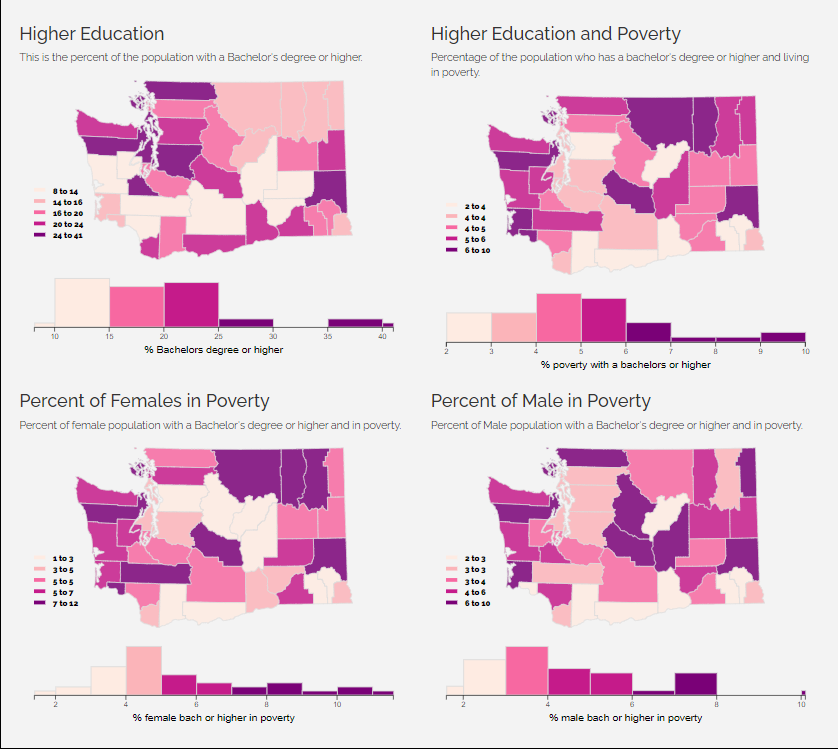 Higher Education
This is the percent of the population with a Bachelor's degree or higher.
8 to 14
14 to 16
16 to 20
20 to 24
24 to 41
10
15
20
25
30
35
40
% Bachelors degree or higher
Higher Education and Poverty
Percentage of the population who has a bachelor's degree or higher and living
in poverty.
2 to 4
4 to 4
4 to 5
5 to 6
6 to 10
2
3
4
5
6
7
8
9
10
% poverty with a bachelors or higher
Percent of Females in Poverty
Percent of female population with a Bachelor's degree or higher and in poverty.
1 to 3
3 to 5
5 to 5
5 to 7
7 to 12
2
4
6
8
10
% female bach or higher in poverty
Percent of Male in Poverty
Percent of Male population with a Bachelor's degree or higher and in poverty.
2 to 3
3 to 3
3 to 4
4 to 6
6 to 10
2
4
6
8
10
% male bach or higher in poverty